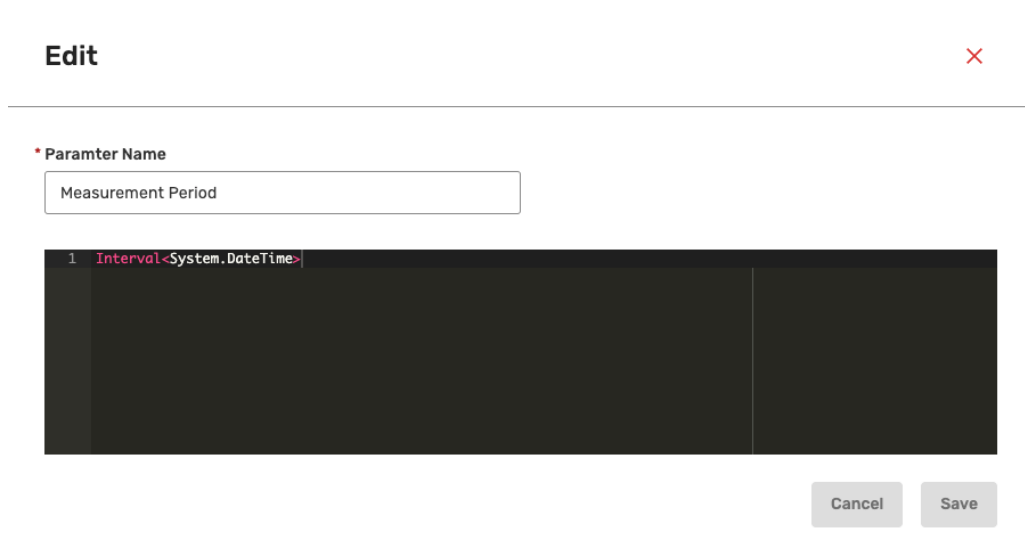 Edit
* Paramter Name
Measurement Period
1 Interval<System.DateTime>
Cancel Save